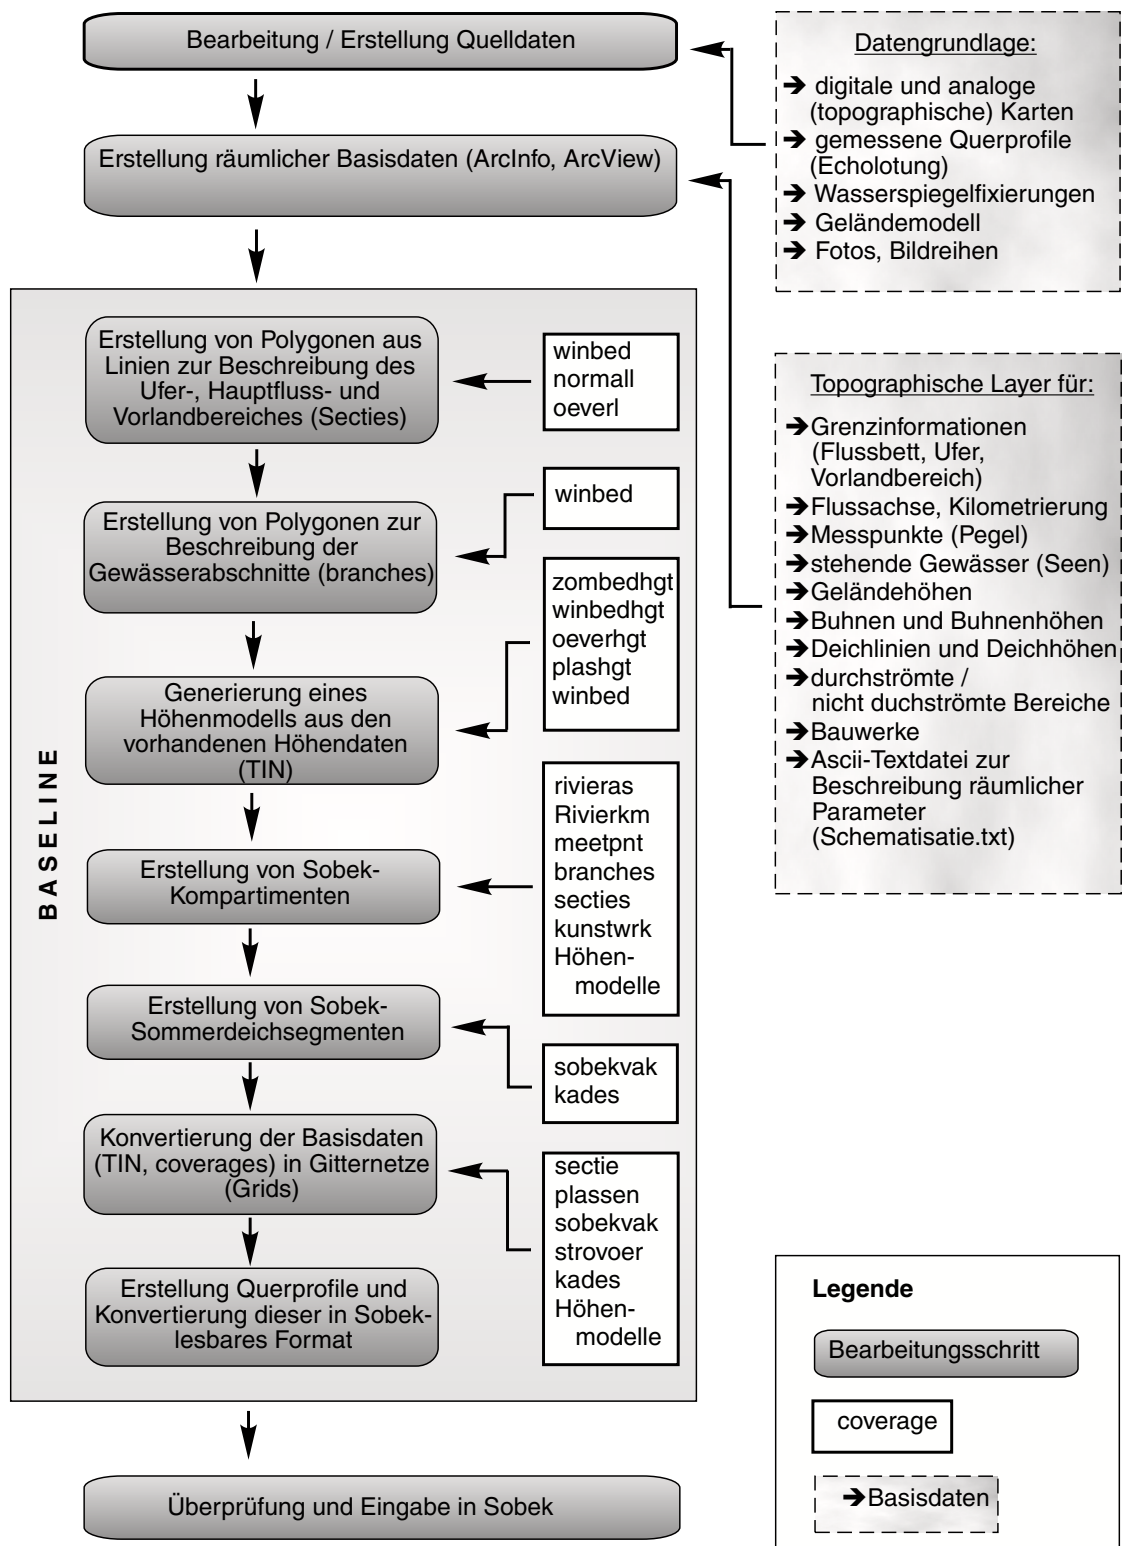 Bearbeitung / Erstellung Quelldaten
Erstellung räumlicher Basisdaten (ArcInfo, ArcView)
Datengrundlage:
➔ digitale und analoge
(topographische) Karten
➔ gemessene Querprofile
(Echolotung)
➔ Wasserspiegelfixierungen
➔ Geländemodell
➔ Fotos, Bildreihen
Topographische Layer für:
➔Grenzinformationen
(Flussbett, Ufer,
Vorlandbereich)
➔Flussachse, Kilometrierung
➔Messpunkte (Pegel)
➔stehende Gewässer (Seen)
➔Geländehöhen
➔Buhnen und Buhnenhöhen
➔Deichlinien und Deichhöhen
➔durchströmte /
nicht duchströmte Bereiche
➔Bauwerke
➔Ascii-Textdatei zur
Beschreibung räumlicher
Parameter
(Schematisatie.txt)
BASELINE
Erstellung von Polygonen aus
Linien zur Beschreibung des
Ufer-, Hauptfluss- und
Vorlandbereiches (Secties)
winbed
normall
oeverl
Erstellung von Polygonen zur
Beschreibung der
Gewässerabschnitte (branches)
winbed
Generierung eines
Höhenmodells aus den
vorhandenen Höhendaten
(TIN)
zombedhgt
winbedhgt
oeverhgt
plashgt
winbed
Erstellung von Sobek-
Kompartimenten
rivieras
Rivierkm
meetpnt
branches
secties
kunstwrk
Höhen-
modelle
Erstellung von Sobek-
Sommerdeichsegmenten
sobekvak
kades
Konvertierung der Basisdaten
(TIN, coverages) in Gitternetze
(Grids)
sectie
plassen
sobekvak
strovoer
kades
Höhen-
modelle
Erstellung Querprofile und
Konvertierung dieser in Sobek-
lesbares Format
Überprüfung und Eingabe in Sobek
Legende
Bearbeitungsschritt
coverage
➔Basisdaten